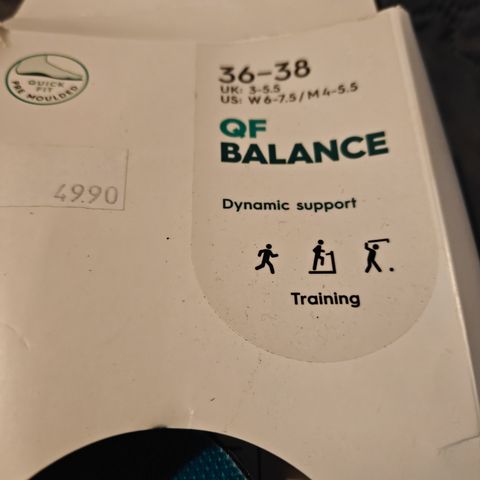 QUICK
FIT
PRE MOULDED
36–38
UK: 3-5.5
US: W 6-7.5 / M 4-5.5
QF
BALANCE
49.90
Dynamic support
Training